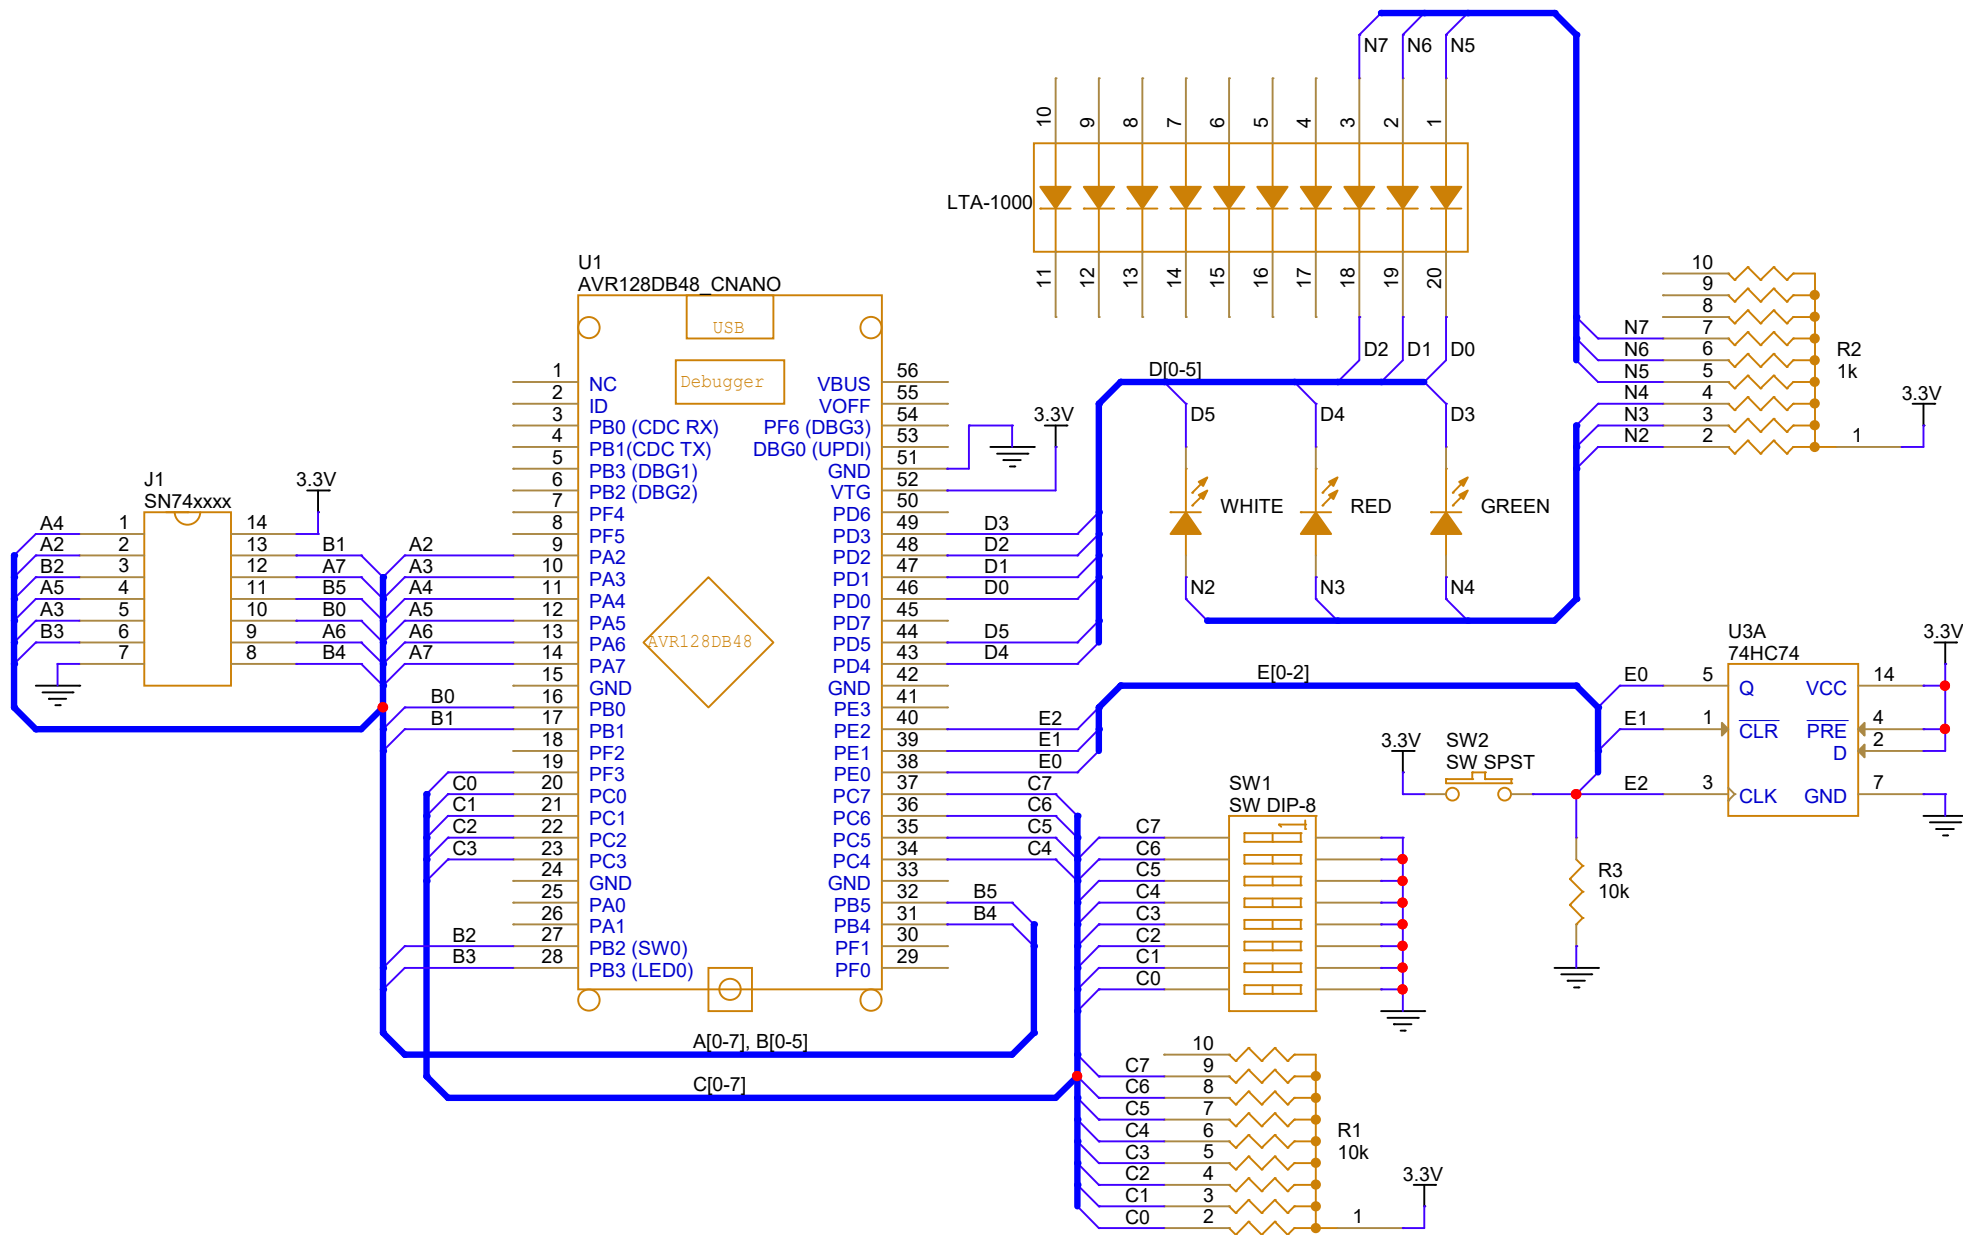 N7 N6 N5
10 9 8 7 6 5 4 3 2 1
LTA-1000
11 12 13 14 15 16 17 18 19 20
D2 D1 D0
D[0-5]
D5 D4 D3
WHITE RED GREEN
N2 N3 N4
10
9
8
N7 7
N6 6
N5 5
N4 4
N3 3
N2 2
R2
1k
1
3.3V
U1
AVR128DB48_CNANO
USB
Debugger
AVR128DB48
1 NC
2 ID
3 PB0 (CDC RX)
4 PB1(CDC TX)
5 PB3 (DBG1)
6 PB2 (DBG2)
7 PF4
8 PF5
A2 9 PA2
A3 10 PA3
A4 11 PA4
A5 12 PA5
A6 13 PA6
A7 14 PA7
15 GND
B0 16 PB0
B1 17 PB1
18 PF2
19 PF3
C0 20 PC0
C1 21 PC1
C2 22 PC2
C3 23 PC3
24 GND
25 PA0
26 PA1
B2 27 PB2 (SW0)
B3 28 PB3 (LED0)
VBUS 56
VOFF 55
PF6 (DBG3) 54
DBG0 (UPDI) 53
GND 51
VTG 52
3.3V
PD6 50
PD3 49 D3
PD2 48 D2
PD1 47 D1
PD0 46 D0
PD7 45
PD5 44 D5
PD4 43 D4
GND 42
PE3 41
PE2 40 E2
PE1 39 E1
PE0 38 E0
PC7 37 C7
PC6 36 C6
PC5 35 C5
PC4 34 C4
GND 33
PB5 32 B5
PB4 31 B4
PF1 30
PF0 29
J1
SN74xxxx
3.3V
A4 1
A2 2
B2 3
A5 4
A3 5
B3 6
7
14
13 B1
12 A7
11 B5
10 B0
9 A6
8 B4
A[0-7], B[0-5]
C[0-7]
E[0-2]
U3A
74HC74
3.3V
E0 5 Q VCC 14
E1 1 CLR PRE 4
D 2
E2 3 CLK GND 7
3.3V
SW2
SW SPST
R3
10k
SW1
SW DIP-8
1
C7
C6
C5
C4
C3
C2
C1
C0
10
C7 9
C6 8
C5 7
C4 6
C3 5
C2 4
C1 3
C0 2
R1
10k
1
3.3V